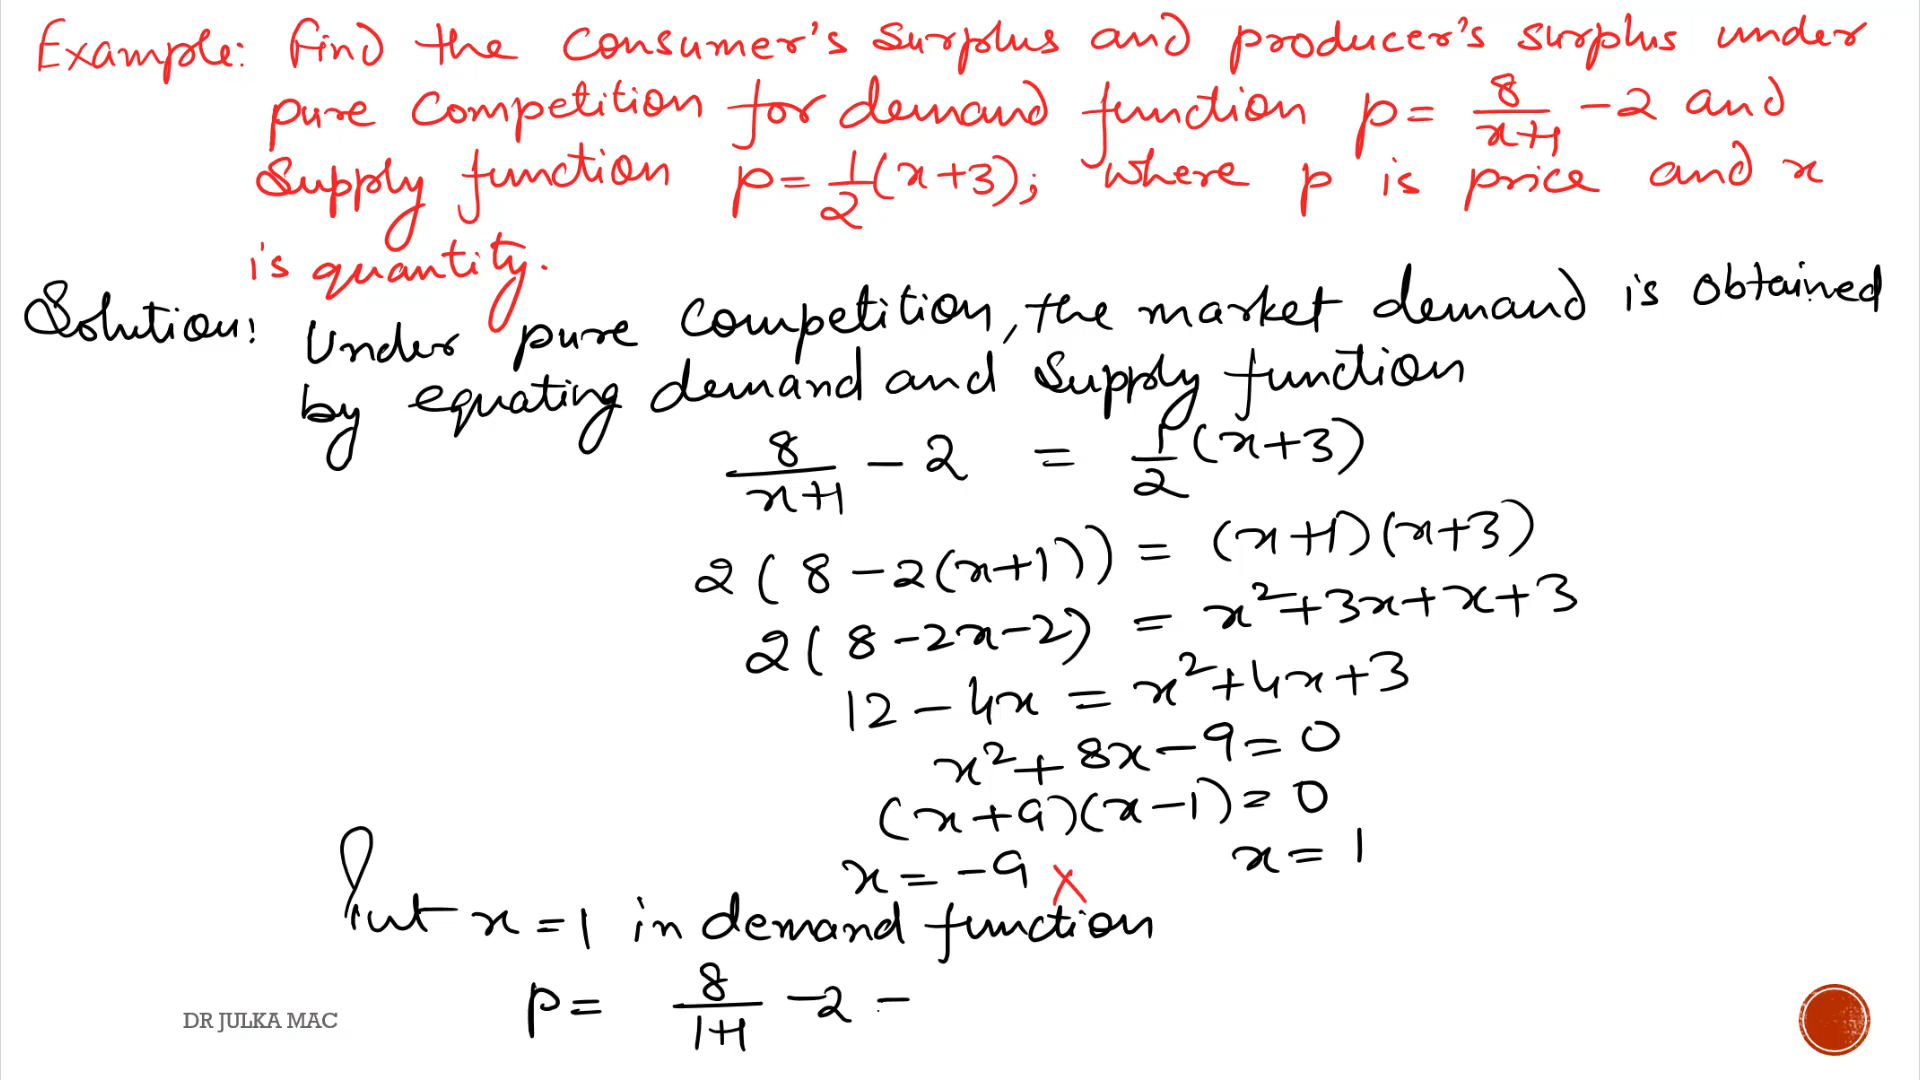 Example: Find the consumer's surplus and producer's surplus under
pure competition for demand function p = 8/(x+1) - 2 and
supply function p = 1/2 (x+3); where p is price and x
is quantity.
Solution: Under pure competition, the market demand is obtained
by equating demand and supply function
8/(x+1) - 2 = 1/2 (x+3)
2(8-2(x+1)) = (x+1)(x+3)
2(8-2x-2) = x²+3x+x+3
12-4x = x²+4x+3
x²+8x-9=0
(x+9)(x-1)=0
x=-9 × x=1
Put x=1 in demand function
p = 8/(1+1) - 2 =
DR JULKA MAC